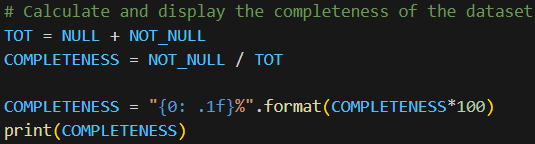 # Calculate and display the completeness of the dataset
TOT = NULL + NOT_NULL
COMPLETENESS = NOT_NULL / TOT
COMPLETENESS = "{0: .1f}%".format(COMPLETENESS*100)
print(COMPLETENESS)